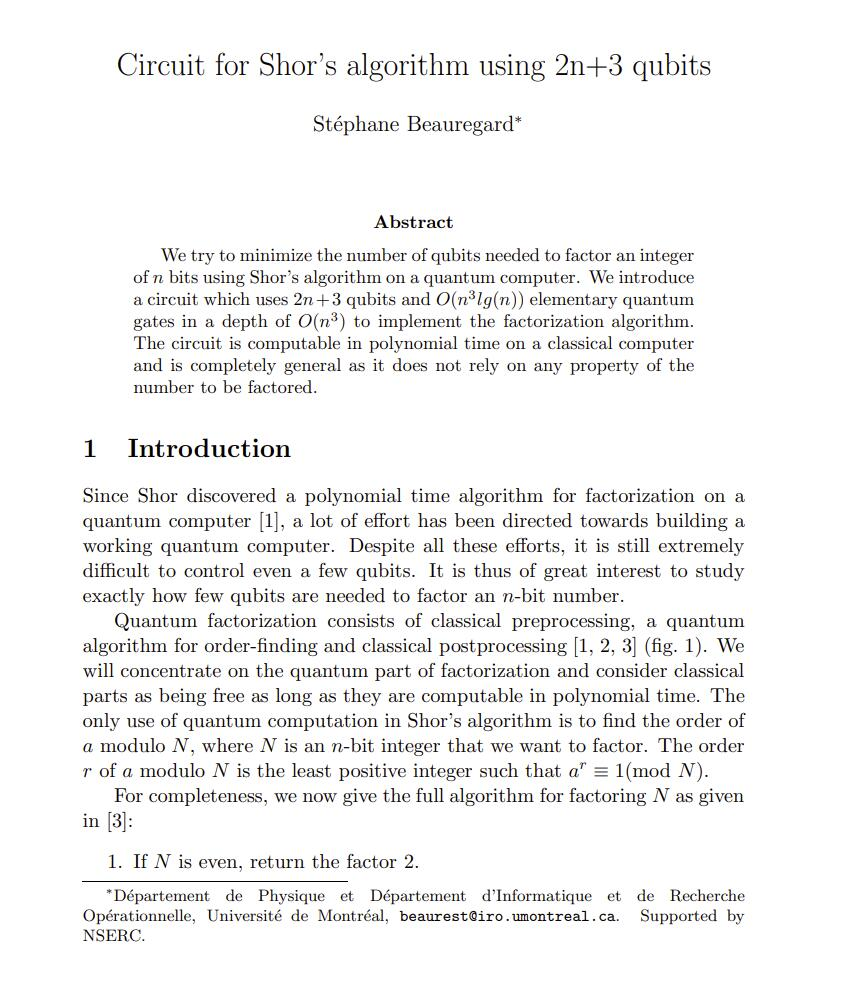 Circuit for Shor's algorithm using 2n+3 qubits
Stéphane Beauregard*
Abstract
We try to minimize the number of qubits needed to factor an integer
of n bits using Shor's algorithm on a quantum computer. We introduce
a circuit which uses 2n+3 qubits and O(n³lg(n)) elementary quantum
gates in a depth of O(n³) to implement the factorization algorithm.
The circuit is computable in polynomial time on a classical computer
and is completely general as it does not rely on any property of the
number to be factored.
1 Introduction
Since Shor discovered a polynomial time algorithm for factorization on a
quantum computer [1], a lot of effort has been directed towards building a
working quantum computer. Despite all these efforts, it is still extremely
difficult to control even a few qubits. It is thus of great interest to study
exactly how few qubits are needed to factor an n-bit number.
Quantum factorization consists of classical preprocessing, a quantum
algorithm for order-finding and classical postprocessing [1, 2, 3] (fig. 1). We
will concentrate on the quantum part of factorization and consider classical
parts as being free as long as they are computable in polynomial time. The
only use of quantum computation in Shor's algorithm is to find the order of
a modulo N, where N is an n-bit integer that we want to factor. The order
r of a modulo N is the least positive integer such that aʳ ≡ 1(mod N).
For completeness, we now give the full algorithm for factoring N as given
in [3]:
1. If N is even, return the factor 2.
*Département de Physique et Département d'Informatique et de Recherche
Opérationnelle, Université de Montréal, beaurest@iro.umontreal.ca. Supported by
NSERC.